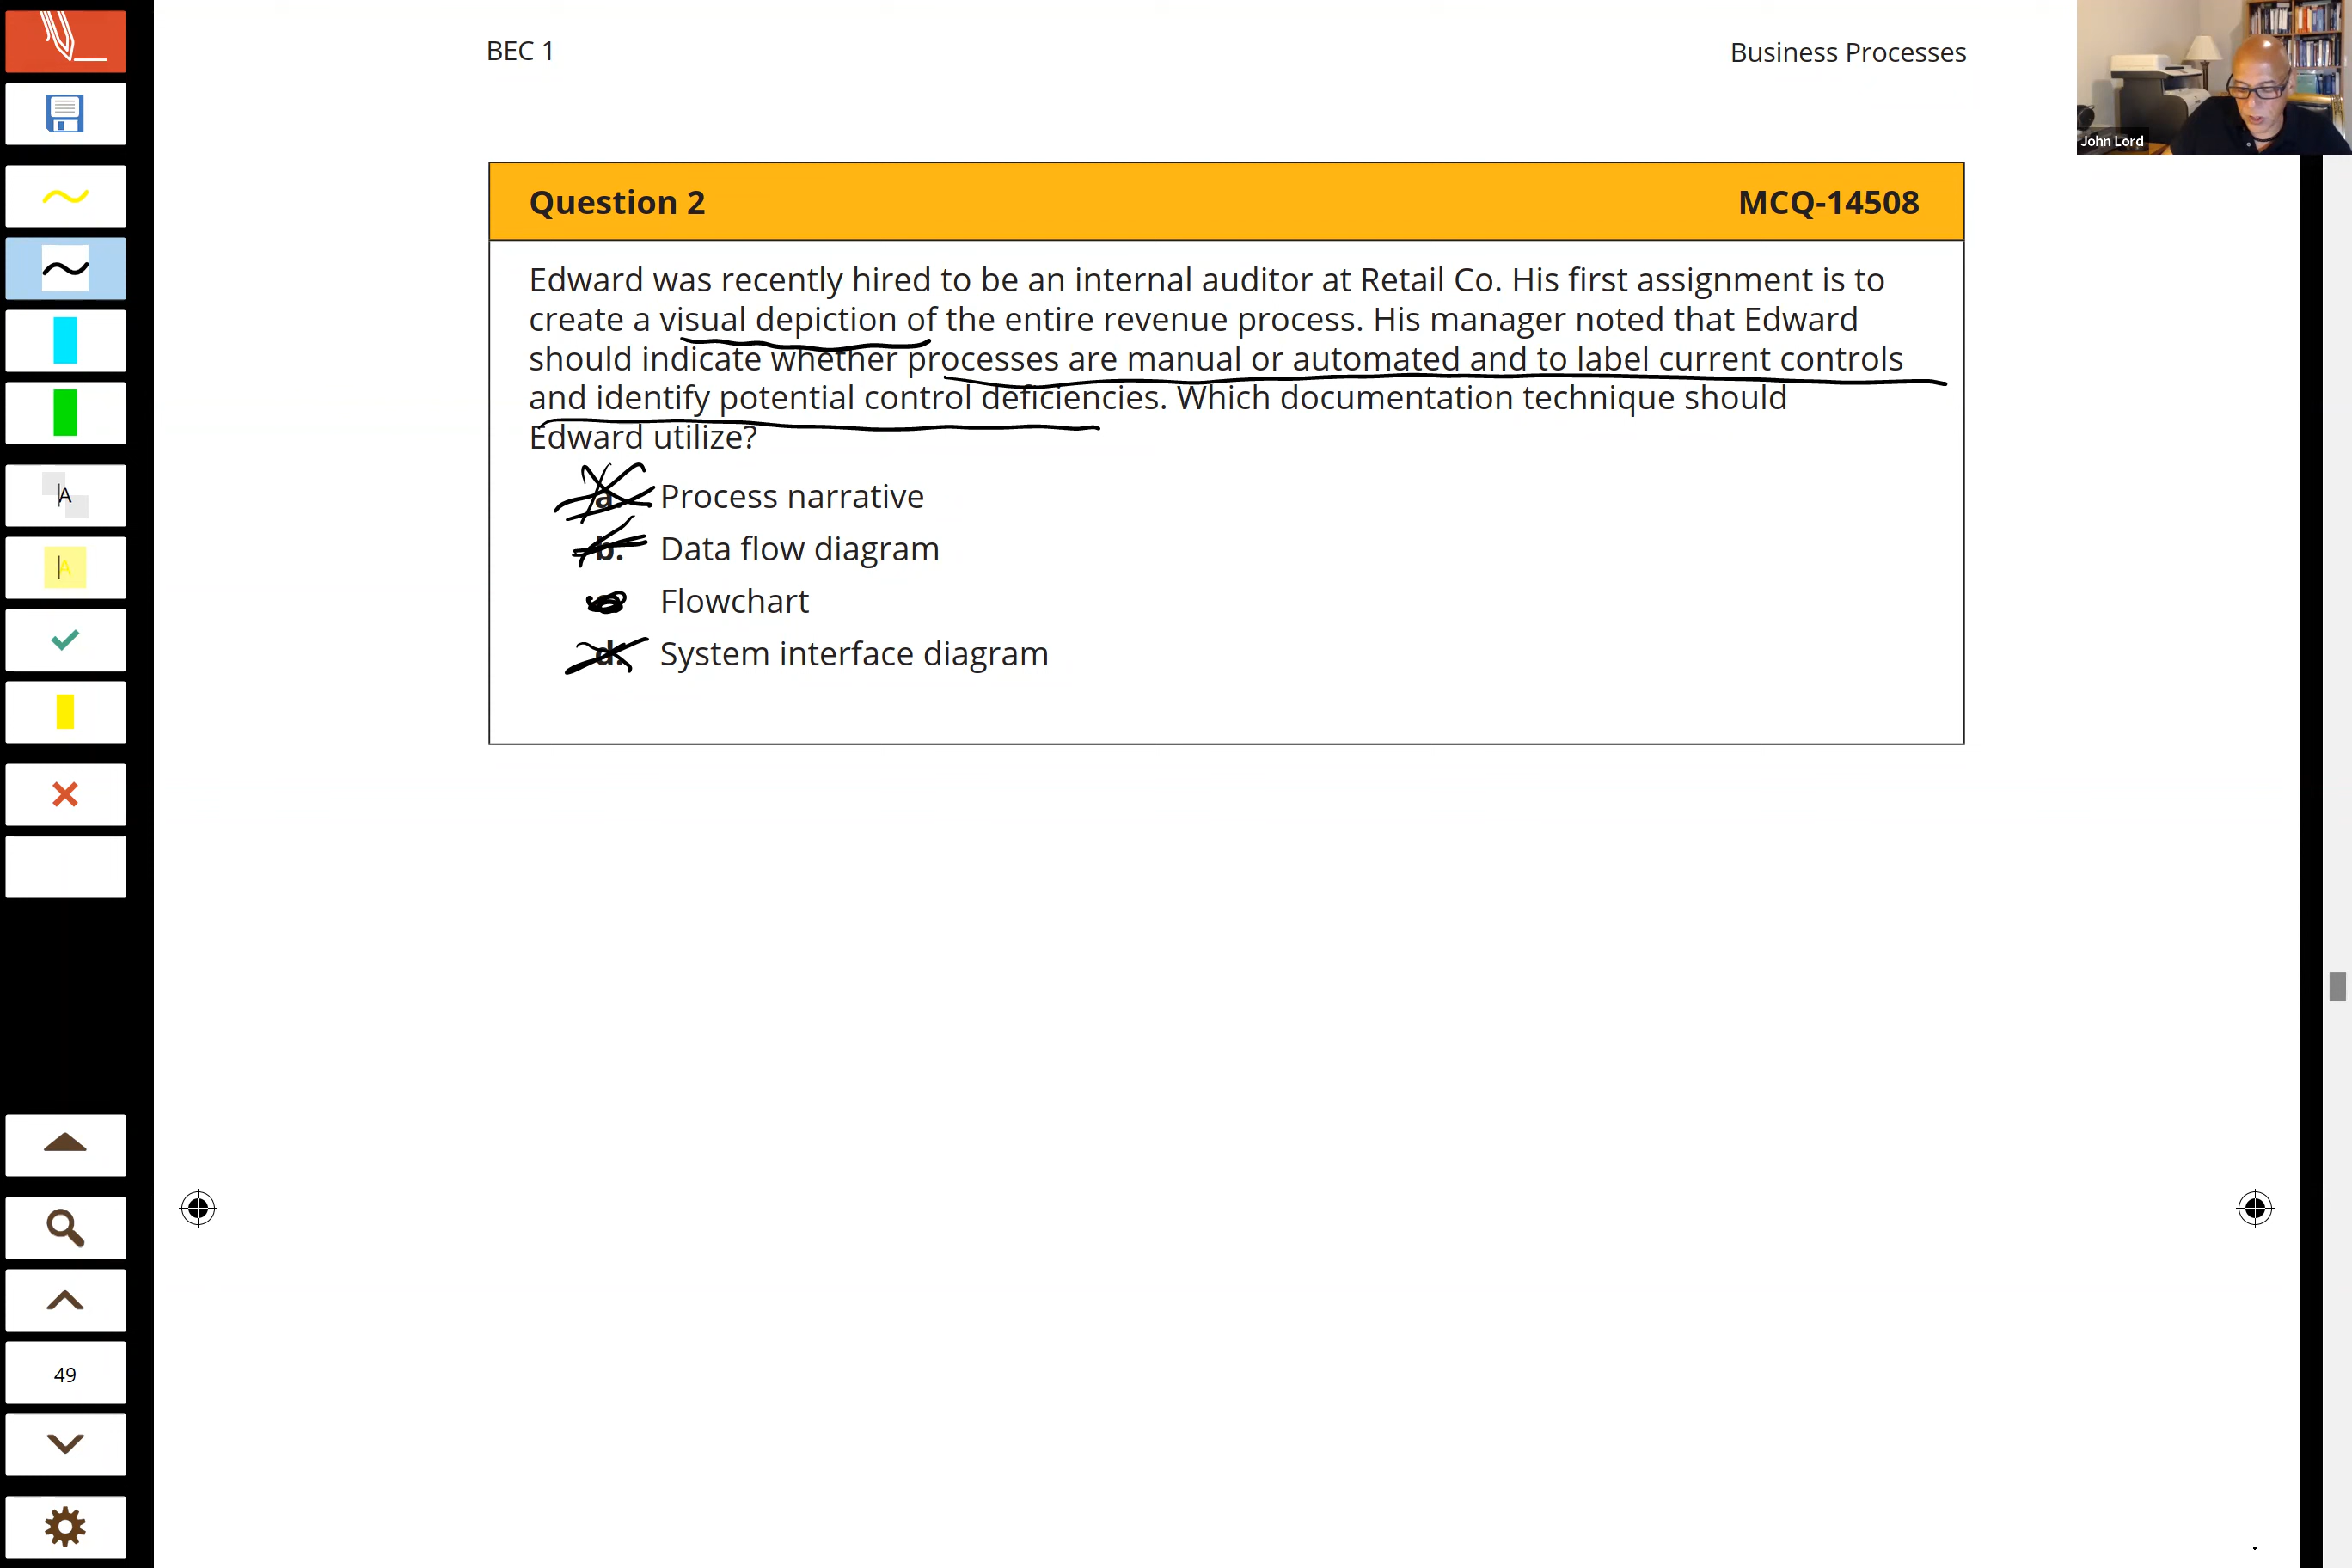 BEC 1
Business Processes
John Lord
Question 2
MCQ-14508
Edward was recently hired to be an internal auditor at Retail Co. His first assignment is to
create a visual depiction of the entire revenue process. His manager noted that Edward
should indicate whether processes are manual or automated and to label current controls
and identify potential control deficiencies. Which documentation technique should
Edward utilize?
a. Process narrative
b. Data flow diagram
Flowchart
d. System interface diagram
A
A
49